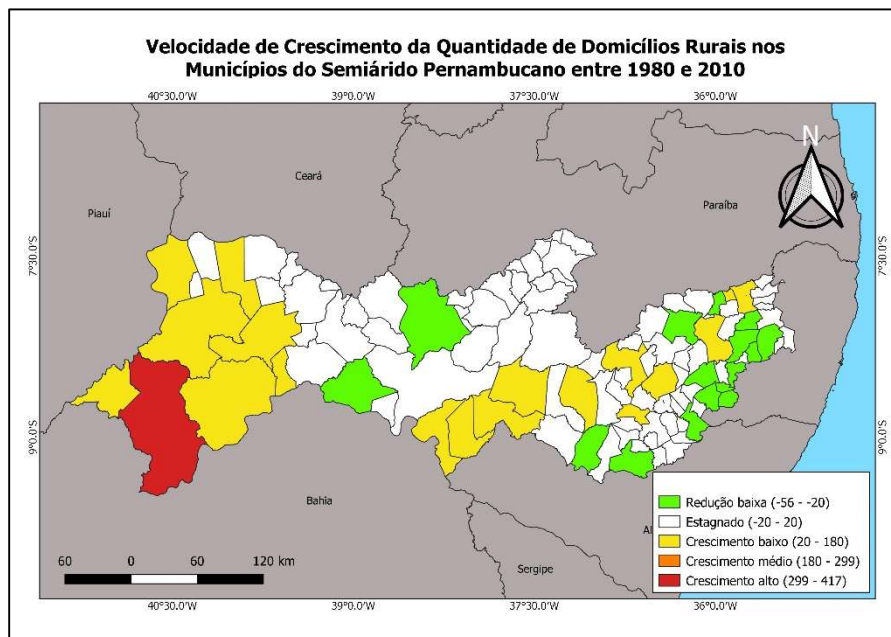 Velocidade de Crescimento da Quantidade de Domicílios Rurais nos
Municípios do Semiárido Pernambucano entre 1980 e 2010
40°30.0'W 39°0.0'W 37°30.0'W 36°0.0'W
N
Ceará
Piauí
Paraíba
7°30.0'S 7°30.0'S
9°0.0'S 9°0.0'S
Bahia
Al
Sergipe
Redução baixa (-56 - -20)
Estagnado (-20 - 20)
Crescimento baixo (20 - 180)
Crescimento médio (180 - 299)
Crescimento alto (299 - 417)
60 0 60 120 km
40°30.0'W 39°0.0'W 37°30.0'W 36°0.0'W